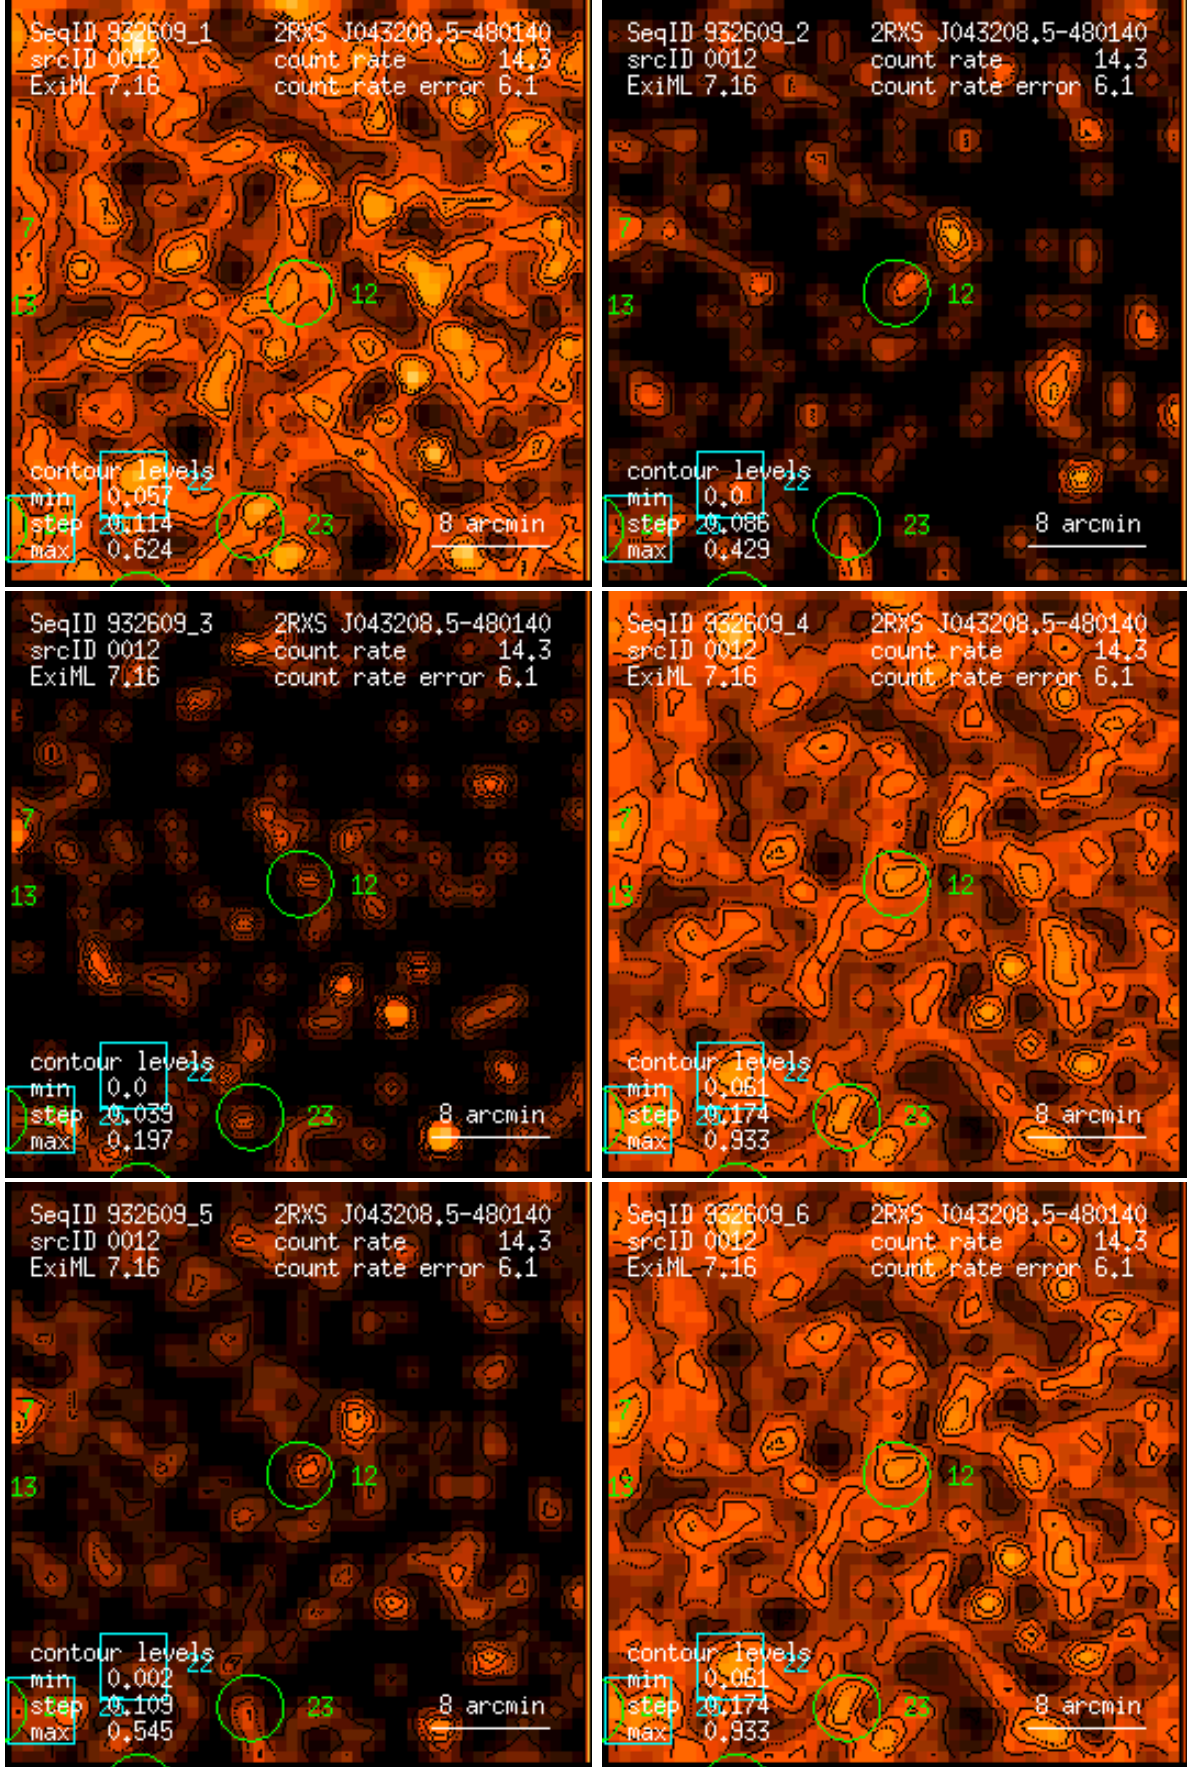 SeqID 932609_1 2RXS J043208.5-480140
srcID 0012 count rate 14.3
ExiML 7.16 count rate error 6.1
7
13 12
contour levels 22
min 0.057
step 0.114 23 8 arcmin
max 0.624
SeqID 932609_2 2RXS J043208.5-480140
srcID 0012 count rate 14.3
ExiML 7.16 count rate error 6.1
7
13 12
contour levels 22
min 0.0
step 0.086 23 8 arcmin
max 0.429
SeqID 932609_3 2RXS J043208.5-480140
srcID 0012 count rate 14.3
ExiML 7.16 count rate error 6.1
7
13 12
contour levels 22
min 0.0
step 0.039 23 8 arcmin
max 0.197
SeqID 932609_4 2RXS J043208.5-480140
srcID 0012 count rate 14.3
ExiML 7.16 count rate error 6.1
7
13 12
contour levels 22
min 0.061
step 0.174 23 8 arcmin
max 0.933
SeqID 932609_5 2RXS J043208.5-480140
srcID 0012 count rate 14.3
ExiML 7.16 count rate error 6.1
7
13 12
contour levels 22
min 0.002
step 0.109 23 8 arcmin
max 0.545
SeqID 932609_6 2RXS J043208.5-480140
srcID 0012 count rate 14.3
ExiML 7.16 count rate error 6.1
7
13 12
contour levels 22
min 0.061
step 0.174 23 8 arcmin
max 0.933